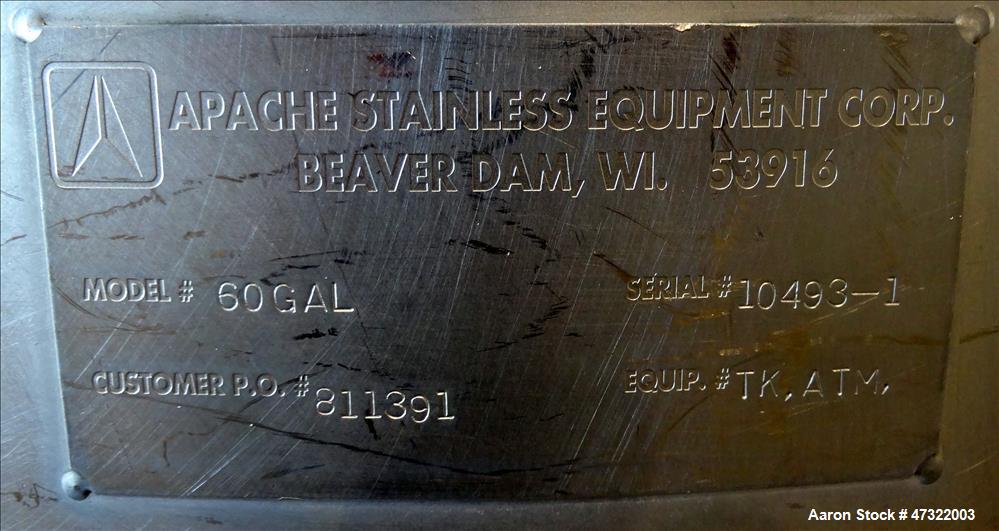 APACHE STAINLESS EQUIPMENT CORP.
BEAVER DAM, WI. 53916
MODEL # 60GAL
SERIAL # 10493-1
CUSTOMER P.O. # 811391
EQUIP. # TK, ATM,
Aaron Stock # 47322003